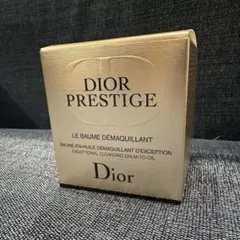 DIOR
PRESTIGE
LE BAUME DÉMAQUILLANT
BAUME-EN-HUILE DÉMAQUILLANT D'EXCEPTION
EXCEPTIONAL CLEANSING BALM-TO-OIL
Dior